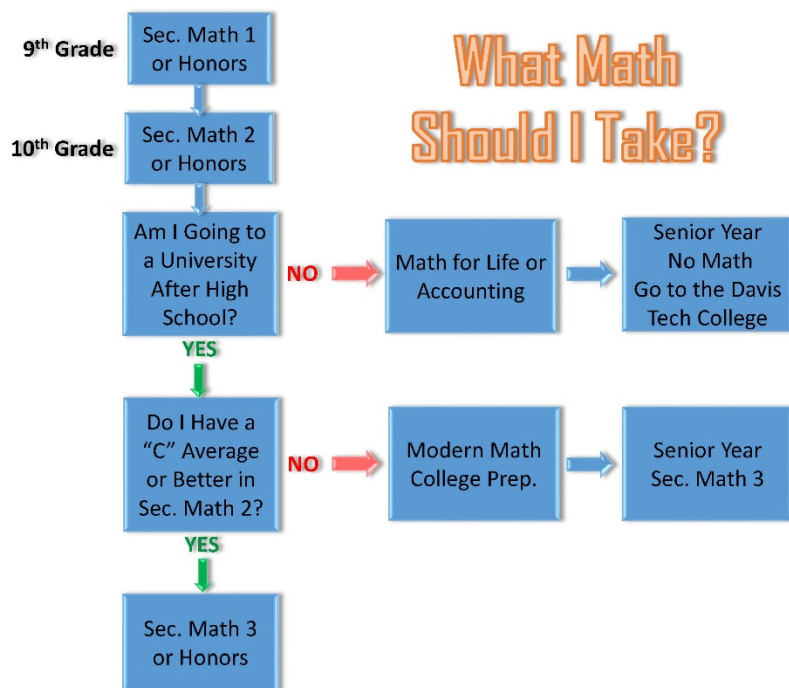 What Math
Should I Take?
9th Grade
Sec. Math 1
or Honors
10th Grade
Sec. Math 2
or Honors
Am I Going to
a University
After High
School?
NO
Math for Life or
Accounting
Senior Year
No Math
Go to the Davis
Tech College
YES
Do I Have a
“C” Average
or Better in
Sec. Math 2?
NO
Modern Math
College Prep.
Senior Year
Sec. Math 3
YES
Sec. Math 3
or Honors